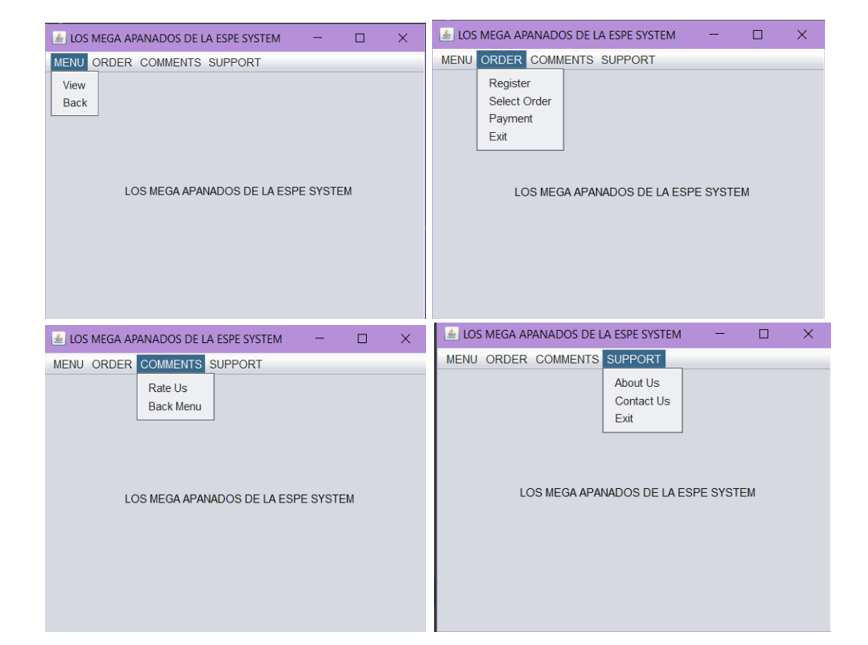 LOS MEGA APANADOS DE LA ESPE SYSTEM
MENU ORDER COMMENTS SUPPORT
View
Back
LOS MEGA APANADOS DE LA ESPE SYSTEM
LOS MEGA APANADOS DE LA ESPE SYSTEM
MENU ORDER COMMENTS SUPPORT
Register
Select Order
Payment
Exit
LOS MEGA APANADOS DE LA ESPE SYSTEM
LOS MEGA APANADOS DE LA ESPE SYSTEM
MENU ORDER COMMENTS SUPPORT
Rate Us
Back Menu
LOS MEGA APANADOS DE LA ESPE SYSTEM
LOS MEGA APANADOS DE LA ESPE SYSTEM
MENU ORDER COMMENTS SUPPORT
About Us
Contact Us
Exit
LOS MEGA APANADOS DE LA ESPE SYSTEM